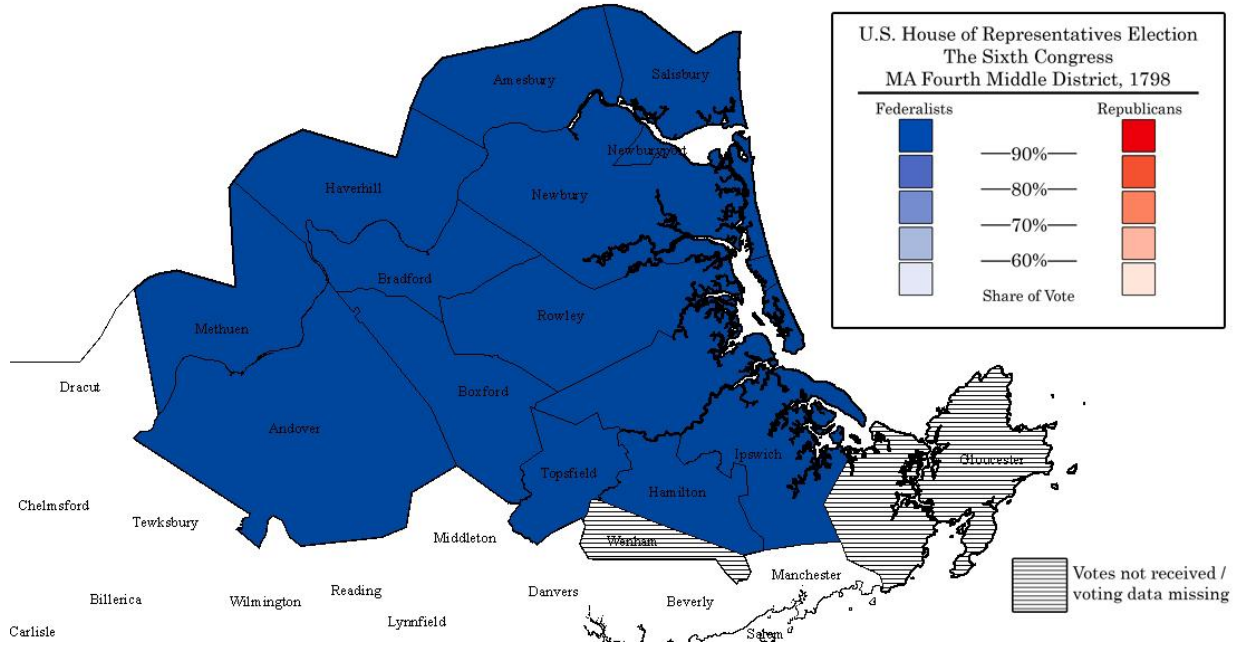 U.S. House of Representatives Election
The Sixth Congress
MA Fourth Middle District, 1798
Federalists
Republicans
90%
80%
70%
60%
Share of Vote
Amesbury
Salisbury
Newburyport
Haverhill
Newbury
Bradford
Rowley
Methuen
Dracut
Boxford
Andover
Ipswich
Gloucester
Topsfield
Hamilton
Chelmsford
Tewksbury
Middleton
Wenham
Manchester
Votes not received /
voting data missing
Billerica
Wilmington
Reading
Danvers
Beverly
Lynnfield
Carlisle
Salem